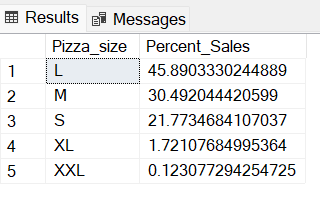 Results Messages
Pizza_size Percent_Sales
1 L 45.8903330244889
2 M 30.492044420599
3 S 21.7734684107037
4 XL 1.72107684995364
5 XXL 0.123077294254725